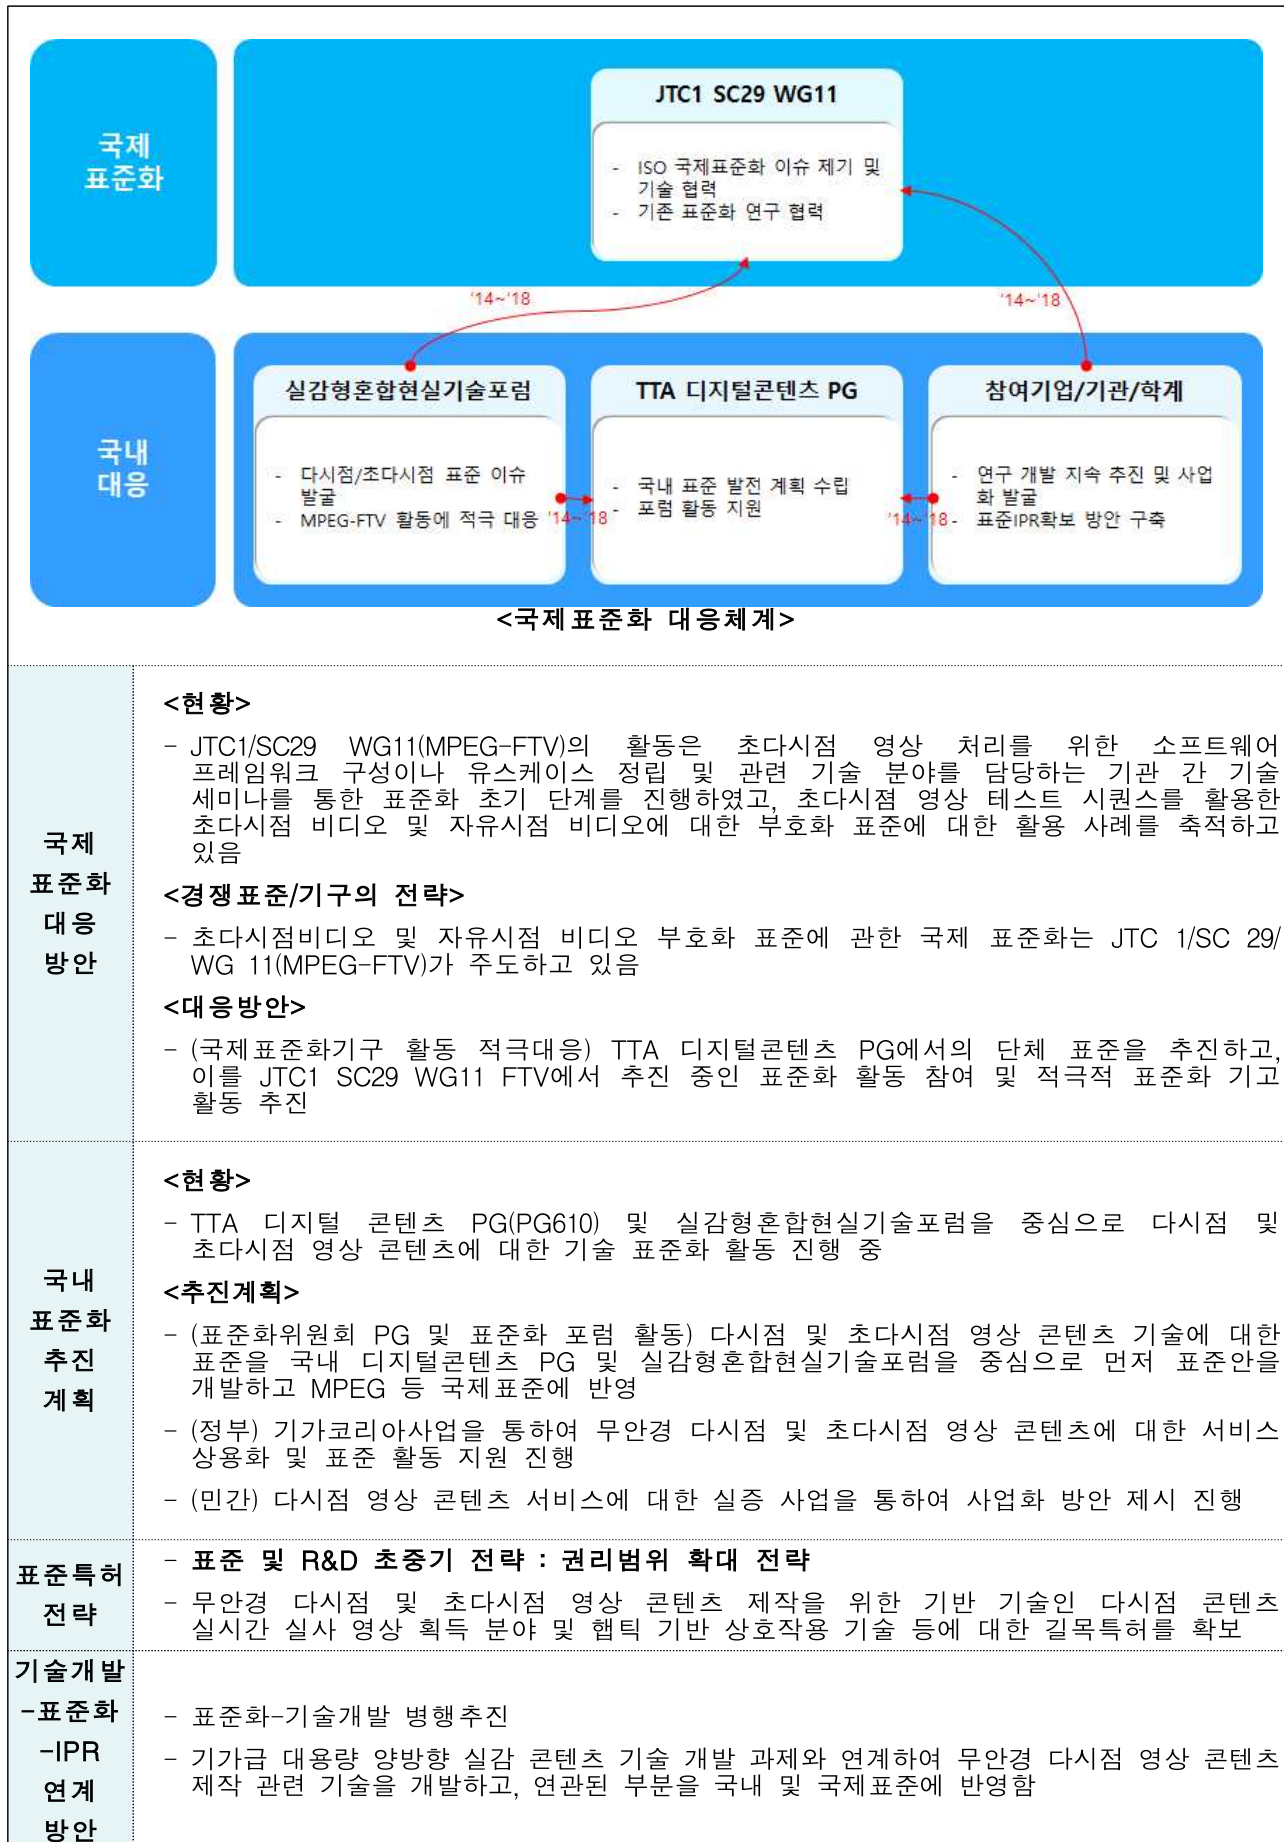 국제
표준화
JTC1 SC29 WG11
- ISO 국제표준화 이슈 제기 및
기술 협력
- 기존 표준화 연구 협력
'14~'18
'14~'18
국내
대응
실감형혼합현실기술포럼
- 다시점/초다시점 표준 이슈
발굴
- MPEG-FTV 활동에 적극 대응
'14~'18
TTA 디지털콘텐츠 PG
- 국내 표준 발전 계획 수립
- 포럼 활동 지원
'14~'18
참여기업/기관/학계
- 연구 개발 지속 추진 및 사업
화 발굴
- 표준IPR확보 방안 구축
<국제표준화 대응체계>
국제
표준화
대응
방안
<현황>
- JTC1/SC29 WG11(MPEG-FTV)의 활동은 초다시점 영상 처리를 위한 소프트웨어
프레임워크 구성이나 유스케이스 정립 및 관련 기술 분야를 담당하는 기관 간 기술
세미나를 통한 표준화 초기 단계를 진행하였고, 초다시졈 영상 테스트 시퀀스를 활용한
초다시점 비디오 및 자유시점 비디오에 대한 부호화 표준에 대한 활용 사례를 축적하고
있음
<경쟁표준/기구의 전략>
- 초다시점비디오 및 자유시점 비디오 부호화 표준에 관한 국제 표준화는 JTC 1/SC 29/
WG 11(MPEG-FTV)가 주도하고 있음
<대응방안>
- (국제표준화기구 활동 적극대응) TTA 디지털콘텐츠 PG에서의 단체 표준을 추진하고,
이를 JTC1 SC29 WG11 FTV에서 추진 중인 표준화 활동 참여 및 적극적 표준화 기고
활동 추진
국내
표준화
추진
계획
<현황>
- TTA 디지털 콘텐츠 PG(PG610) 및 실감형혼합현실기술포럼을 중심으로 다시점 및
초다시점 영상 콘텐츠에 대한 기술 표준화 활동 진행 중
<추진계획>
- (표준화위원회 PG 및 표준화 포럼 활동) 다시점 및 초다시점 영상 콘텐츠 기술에 대한
표준을 국내 디지털콘텐츠 PG 및 실감형혼합현실기술포럼을 중심으로 먼저 표준안을
개발하고 MPEG 등 국제표준에 반영
- (정부) 기가코리아사업을 통하여 무안경 다시점 및 초다시점 영상 콘텐츠에 대한 서비스
상용화 및 표준 활동 지원 진행
- (민간) 다시점 영상 콘텐츠 서비스에 대한 실증 사업을 통하여 사업화 방안 제시 진행
표준특허
전략
- 표준 및 R&D 초중기 전략 : 권리범위 확대 전략
- 무안경 다시점 및 초다시점 영상 콘텐츠 제작을 위한 기반 기술인 다시점 콘텐츠
실시간 실사 영상 획득 분야 및 햅틱 기반 상호작용 기술 등에 대한 길목특허를 확보
기술개발
-표준화
-IPR
연계
방안
- 표준화-기술개발 병행추진
- 기가급 대용량 양방향 실감 콘텐츠 기술 개발 과제와 연계하여 무안경 다시점 영상 콘텐츠
제작 관련 기술을 개발하고, 연관된 부분을 국내 및 국제표준에 반영함